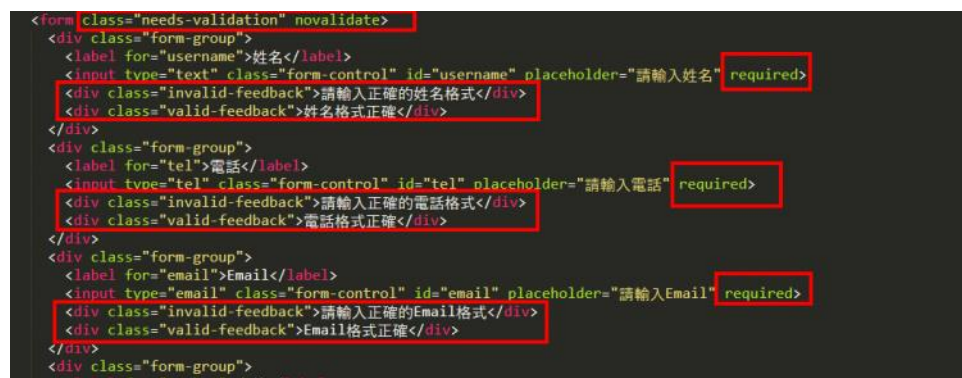 <form class="needs-validation" novalidate>
<div class="form-group">
<label for="username">姓名</label>
<input type="text" class="form-control" id="username" placeholder="請輸入姓名" required>
<div class="invalid-feedback">請輸入正確的姓名格式</div>
<div class="valid-feedback">姓名格式正確</div>
</div>
<div class="form-group">
<label for="tel">電話</label>
<input type="tel" class="form-control" id="tel" placeholder="請輸入電話" required>
<div class="invalid-feedback">請輸入正確的電話格式</div>
<div class="valid-feedback">電話格式正確</div>
</div>
<div class="form-group">
<label for="email">Email</label>
<input type="email" class="form-control" id="email" placeholder="請輸入Email" required>
<div class="invalid-feedback">請輸入正確的Email格式</div>
<div class="valid-feedback">Email格式正確</div>
</div>
<div class="form-group">